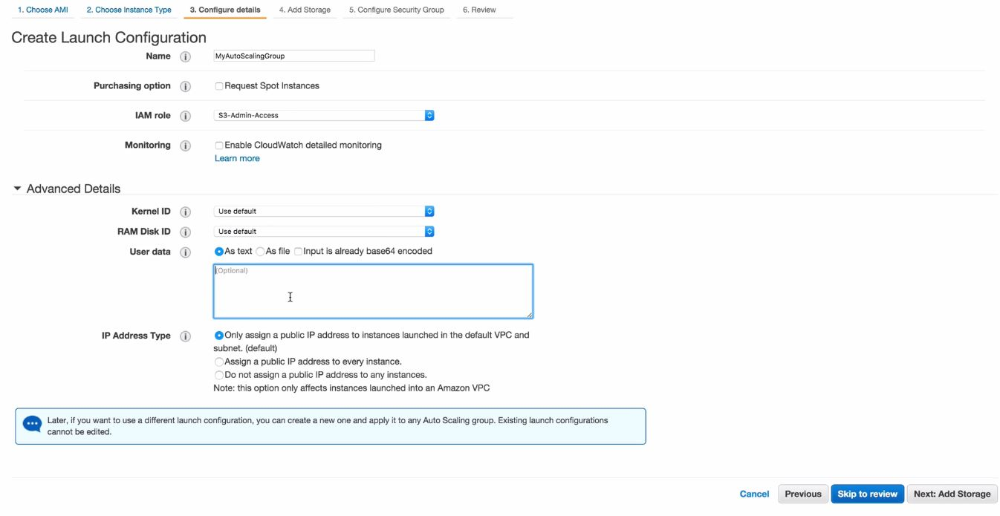 1. Choose AMI 2. Choose Instance Type 3. Configure details 4. Add Storage 5. Configure Security Group 6. Review
Create Launch Configuration
Name i MyAutoScalingGroup
Purchasing option i Request Spot Instances
IAM role i S3-Admin-Access
Monitoring i Enable CloudWatch detailed monitoring
Learn more
Advanced Details
Kernel ID i Use default
RAM Disk ID i Use default
User data i As text As file Input is already base64 encoded
(Optional)
IP Address Type i Only assign a public IP address to instances launched in the default VPC and
subnet. (default)
Assign a public IP address to every instance.
Do not assign a public IP address to any instances.
Note: this option only affects instances launched into an Amazon VPC
Later, if you want to use a different launch configuration, you can create a new one and apply it to any Auto Scaling group. Existing launch configurations
cannot be edited.
Cancel Previous Skip to review Next: Add Storage